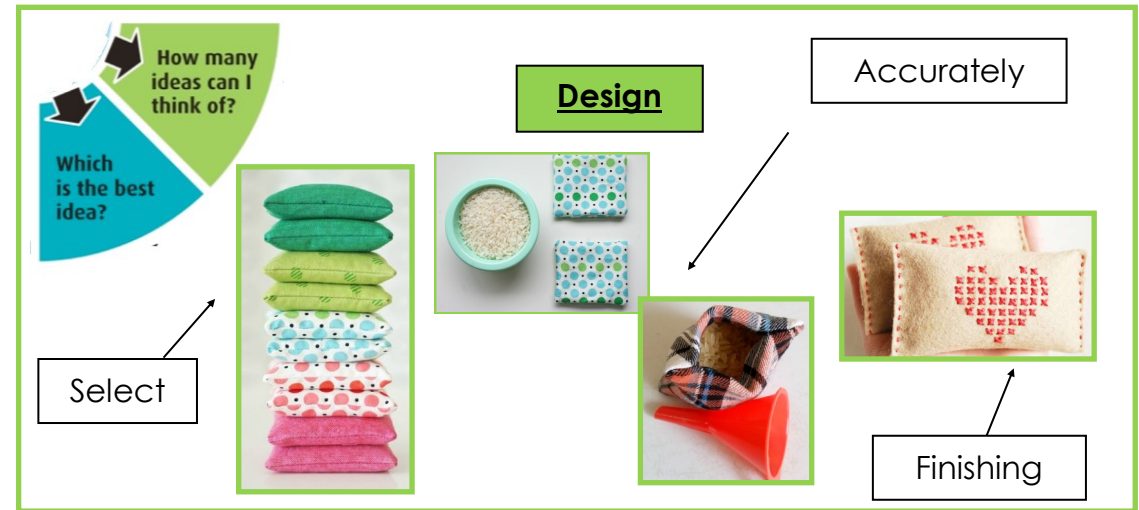 How many
ideas can I
think of?
Which
is the best
idea?
Design
Accurately
Select
Finishing